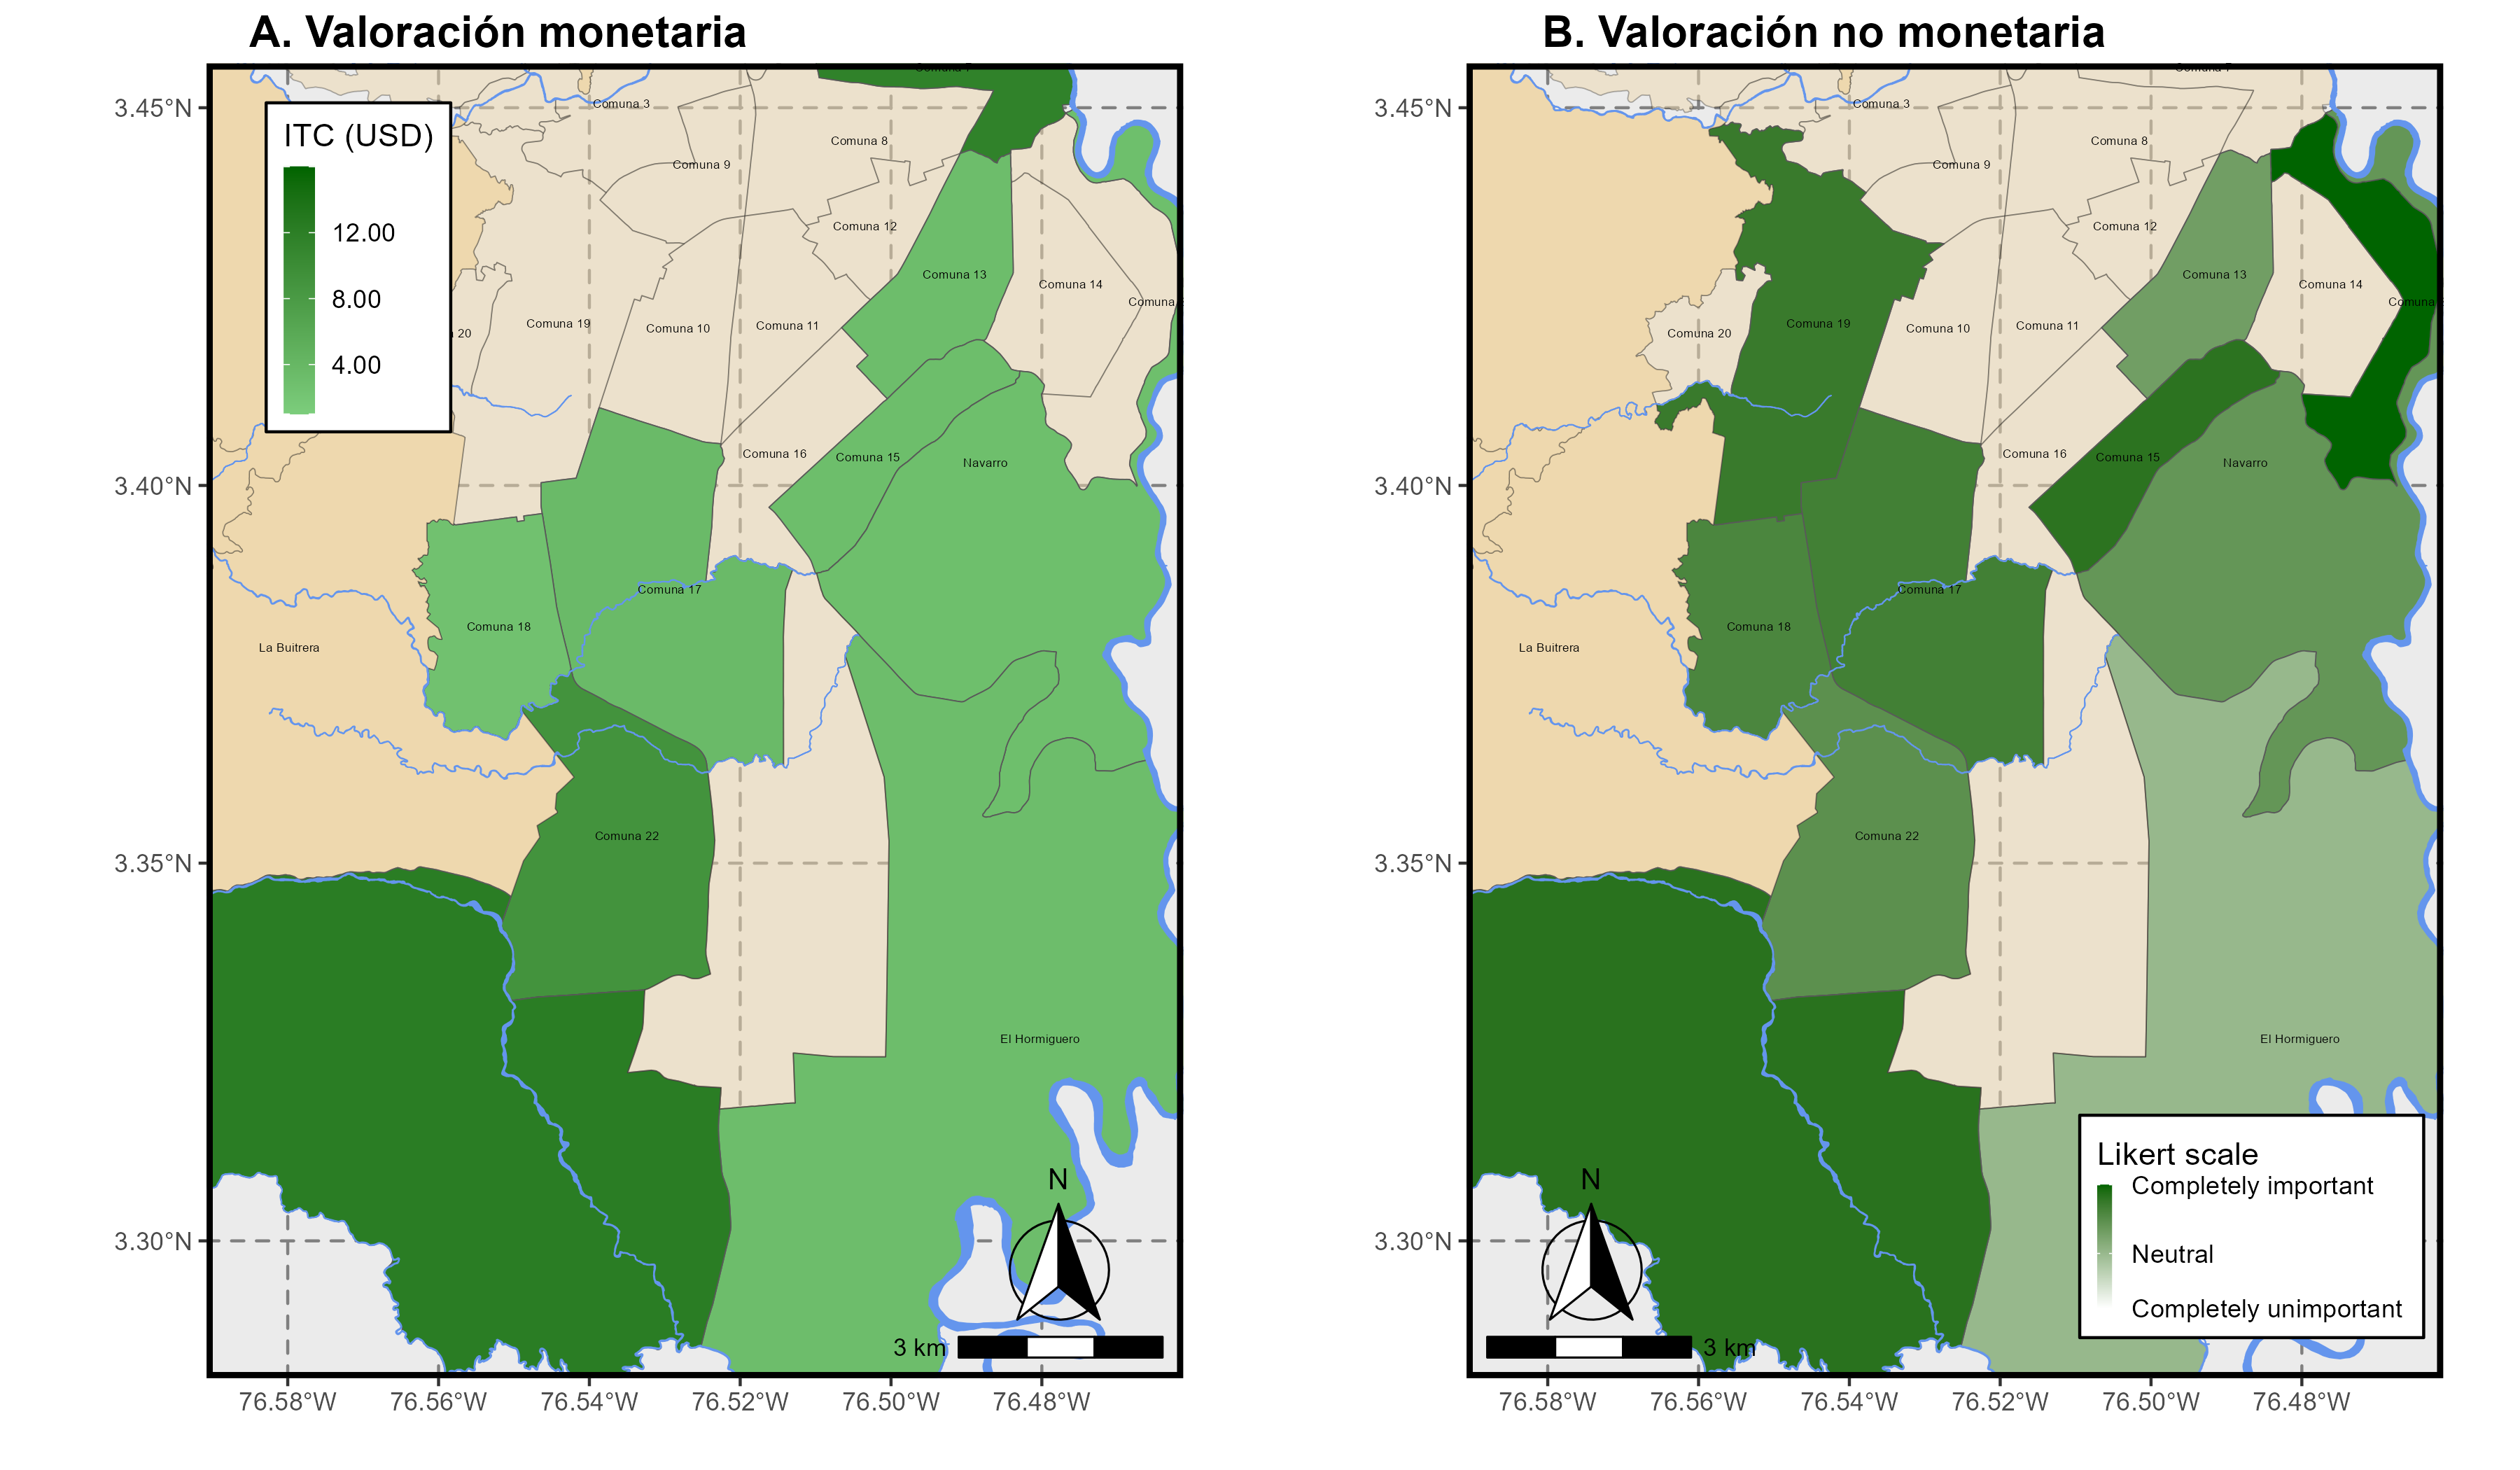 A. Valoración monetaria
3.45°N
3.40°N
3.35°N
3.30°N
76.58°W
76.56°W
76.54°W
76.52°W
76.50°W
76.48°W
ITC (USD)
12.00
8.00
4.00
Comuna 7
Comuna 3
Comuna 8
Comuna 9
Comuna 12
Comuna 13
Comuna 14
Comuna
20
Comuna 19
Comuna 10
Comuna 11
Comuna 16
Comuna 15
Navarro
Comuna 17
Comuna 18
La Buitrera
Comuna 22
El Hormiguero
N
3 km
B. Valoración no monetaria
3.45°N
3.40°N
3.35°N
3.30°N
76.58°W
76.56°W
76.54°W
76.52°W
76.50°W
76.48°W
Comuna 7
Comuna 3
Comuna 8
Comuna 9
Comuna 12
Comuna 13
Comuna 14
Comuna
Comuna 20
Comuna 19
Comuna 10
Comuna 11
Comuna 16
Comuna 15
Navarro
Comuna 17
Comuna 18
La Buitrera
Comuna 22
El Hormiguero
N
3 km
Likert scale
Completely important
Neutral
Completely unimportant